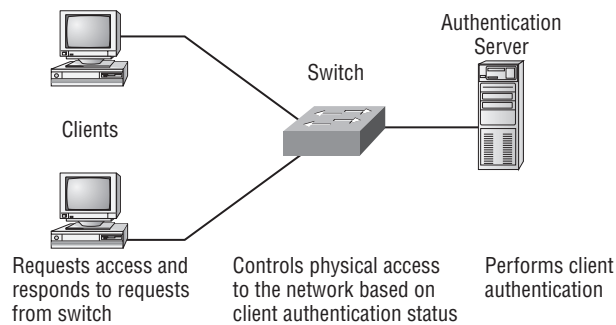 Authentication
Server
Switch
Clients
Requests access and
responds to requests
from switch
Controls physical access
to the network based on
client authentication status
Performs client
authentication